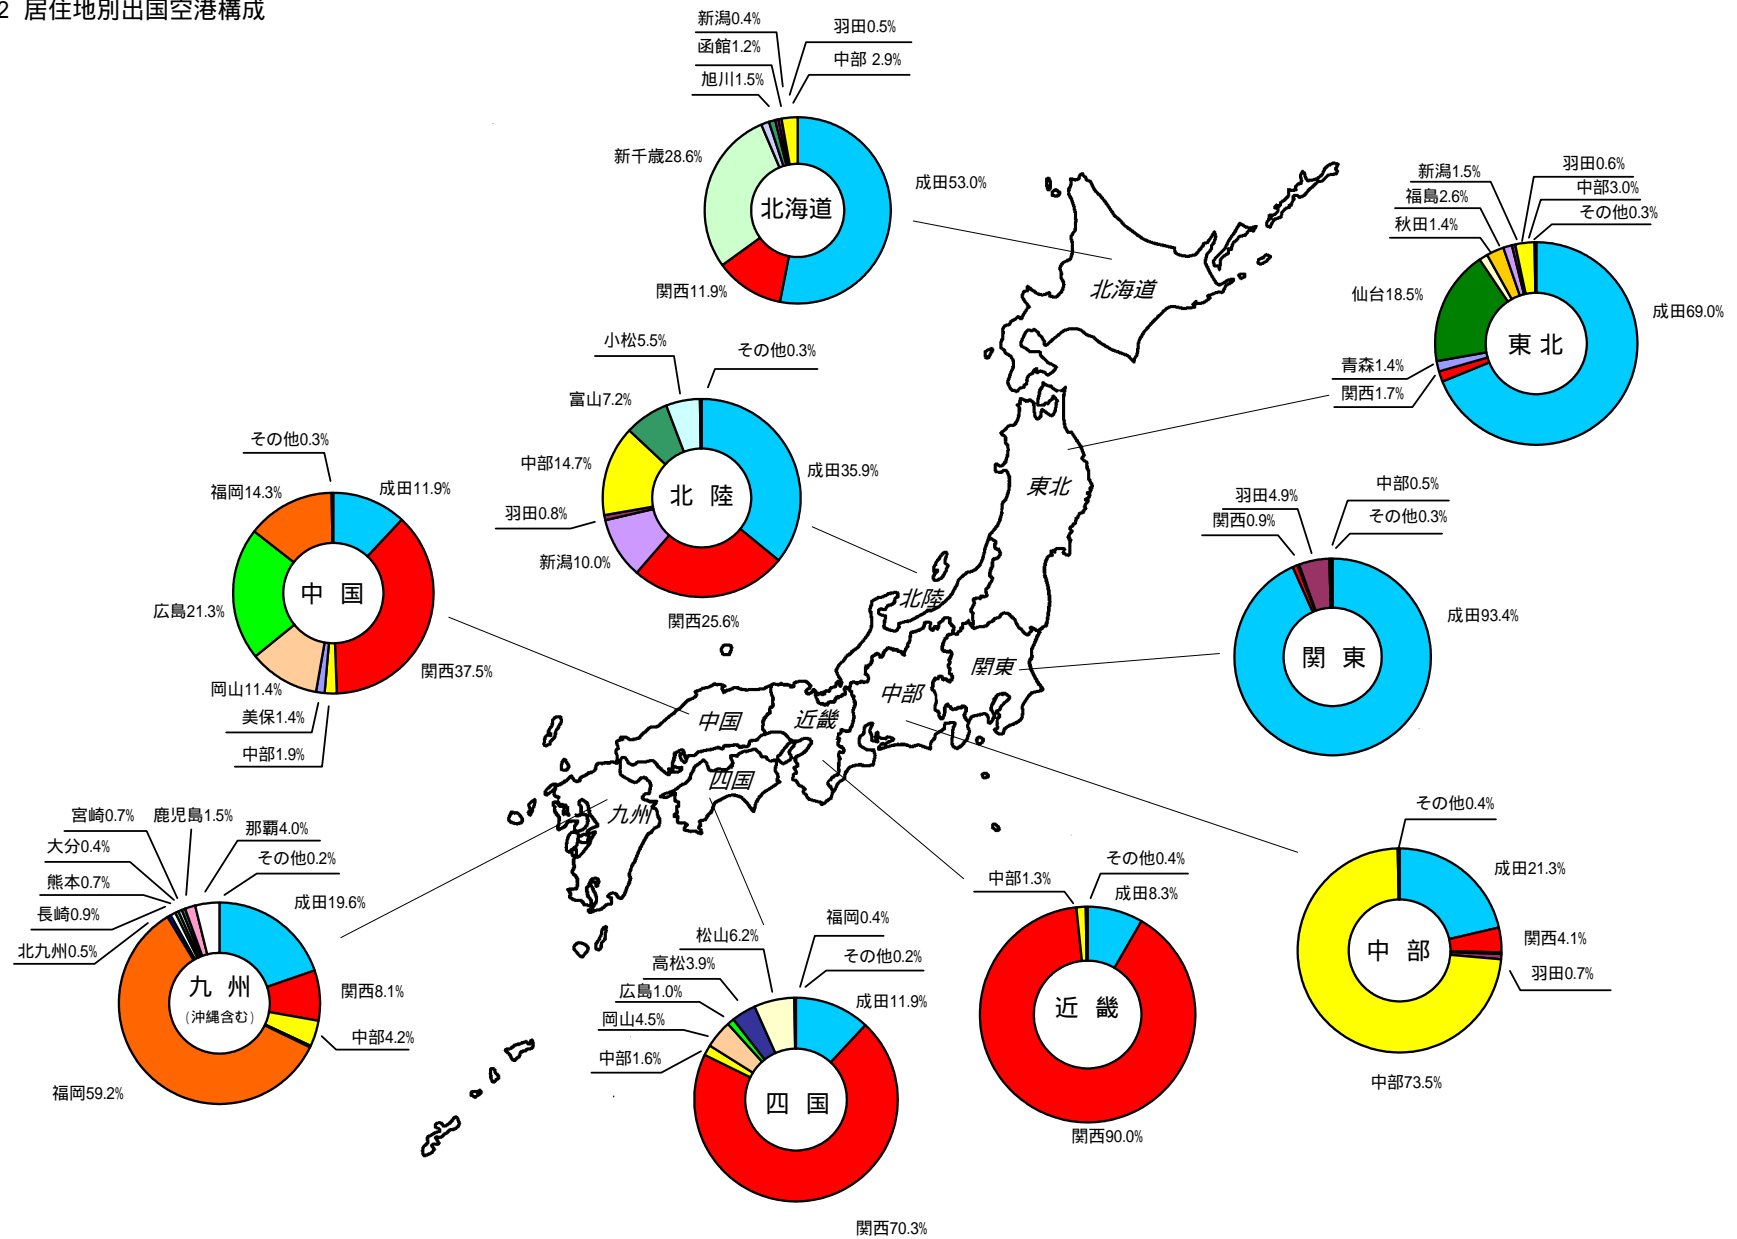 2 居住地別出国空港構成
新潟0.4%
函館1.2%
旭川1.5%
羽田0.5%
中部 2.9%
新千歳28.6%
成田53.0%
関西11.9%
北海道
新潟1.5%
福島2.6%
秋田1.4%
羽田0.6%
中部3.0%
その他0.3%
仙台18.5%
成田69.0%
青森1.4%
関西1.7%
東 北
小松5.5%
その他0.3%
富山7.2%
中部14.7%
成田35.9%
羽田0.8%
新潟10.0%
関西25.6%
北 陸
その他0.3%
福岡14.3%
成田11.9%
広島21.3%
関西37.5%
岡山11.4%
美保1.4%
中部1.9%
中 国
羽田4.9%
関西0.9%
中部0.5%
その他0.3%
成田93.4%
関 東
北海道
東北
北陸
関東
中部
中国
近畿
四国
九州
宮崎0.7%
鹿児島1.5%
那覇4.0%
大分0.4%
その他0.2%
熊本0.7%
成田19.6%
長崎0.9%
北九州0.5%
関西8.1%
中部4.2%
福岡59.2%
九 州
(沖縄含む)
松山6.2%
福岡0.4%
高松3.9%
その他0.2%
広島1.0%
成田11.9%
岡山4.5%
中部1.6%
関西70.3%
四 国
中部1.3%
その他0.4%
成田8.3%
関西90.0%
近 畿
その他0.4%
成田21.3%
関西4.1%
羽田0.7%
中部73.5%
中 部